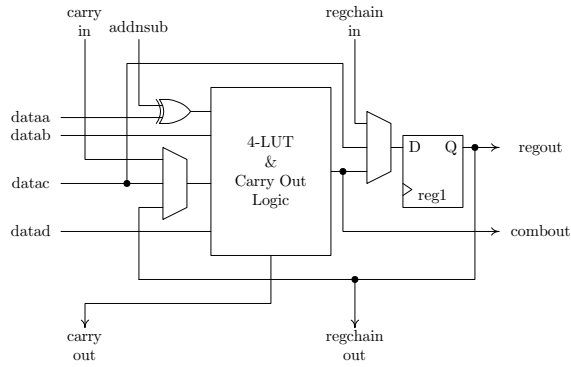 carry
in
addnsub
regchain
in
dataa
datab
datac
datad
4-LUT
&
Carry Out
Logic
D
Q
reg1
regout
combout
carry
out
regchain
out